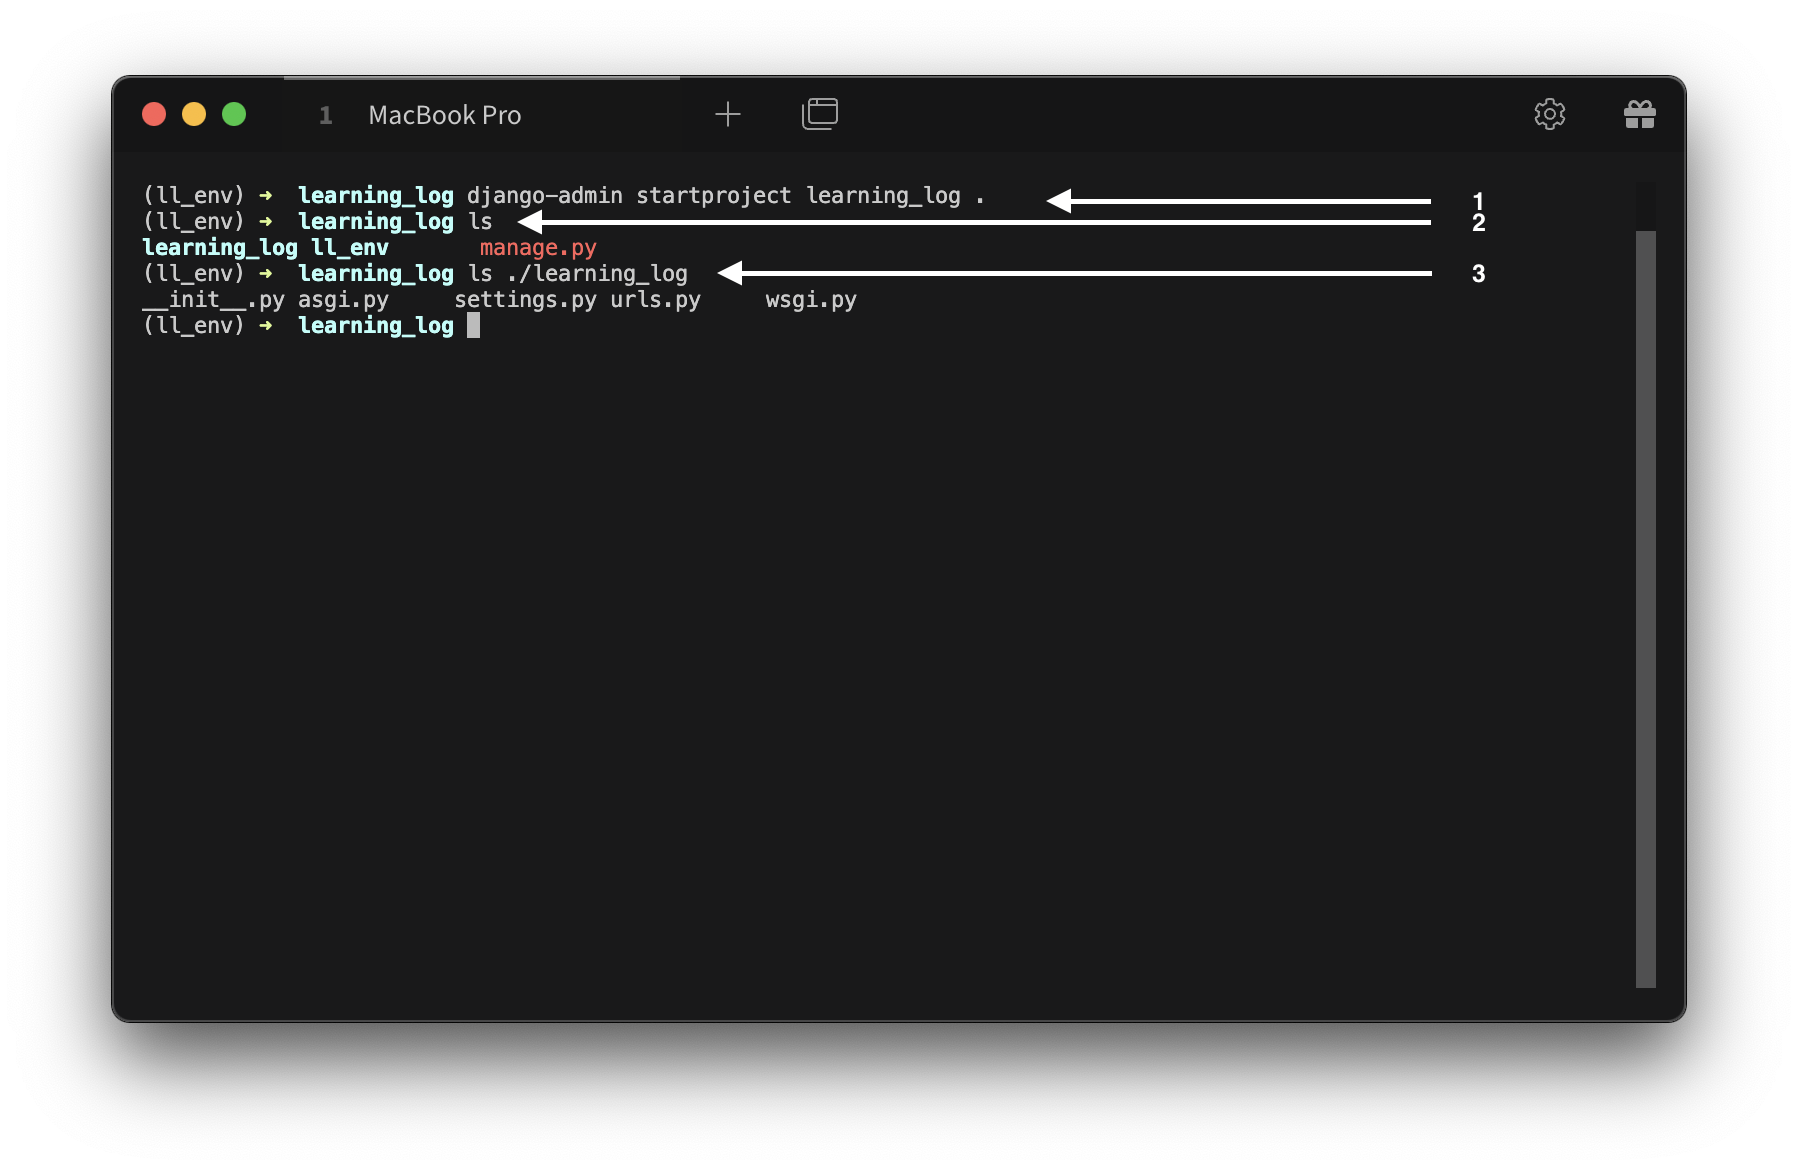 1 MacBook Pro
(ll_env) ➜ learning_log django-admin startproject learning_log . 1
(ll_env) ➜ learning_log ls 2
learning_log ll_env manage.py
(ll_env) ➜ learning_log ls ./learning_log 3
__init__.py asgi.py settings.py urls.py wsgi.py
(ll_env) ➜ learning_log